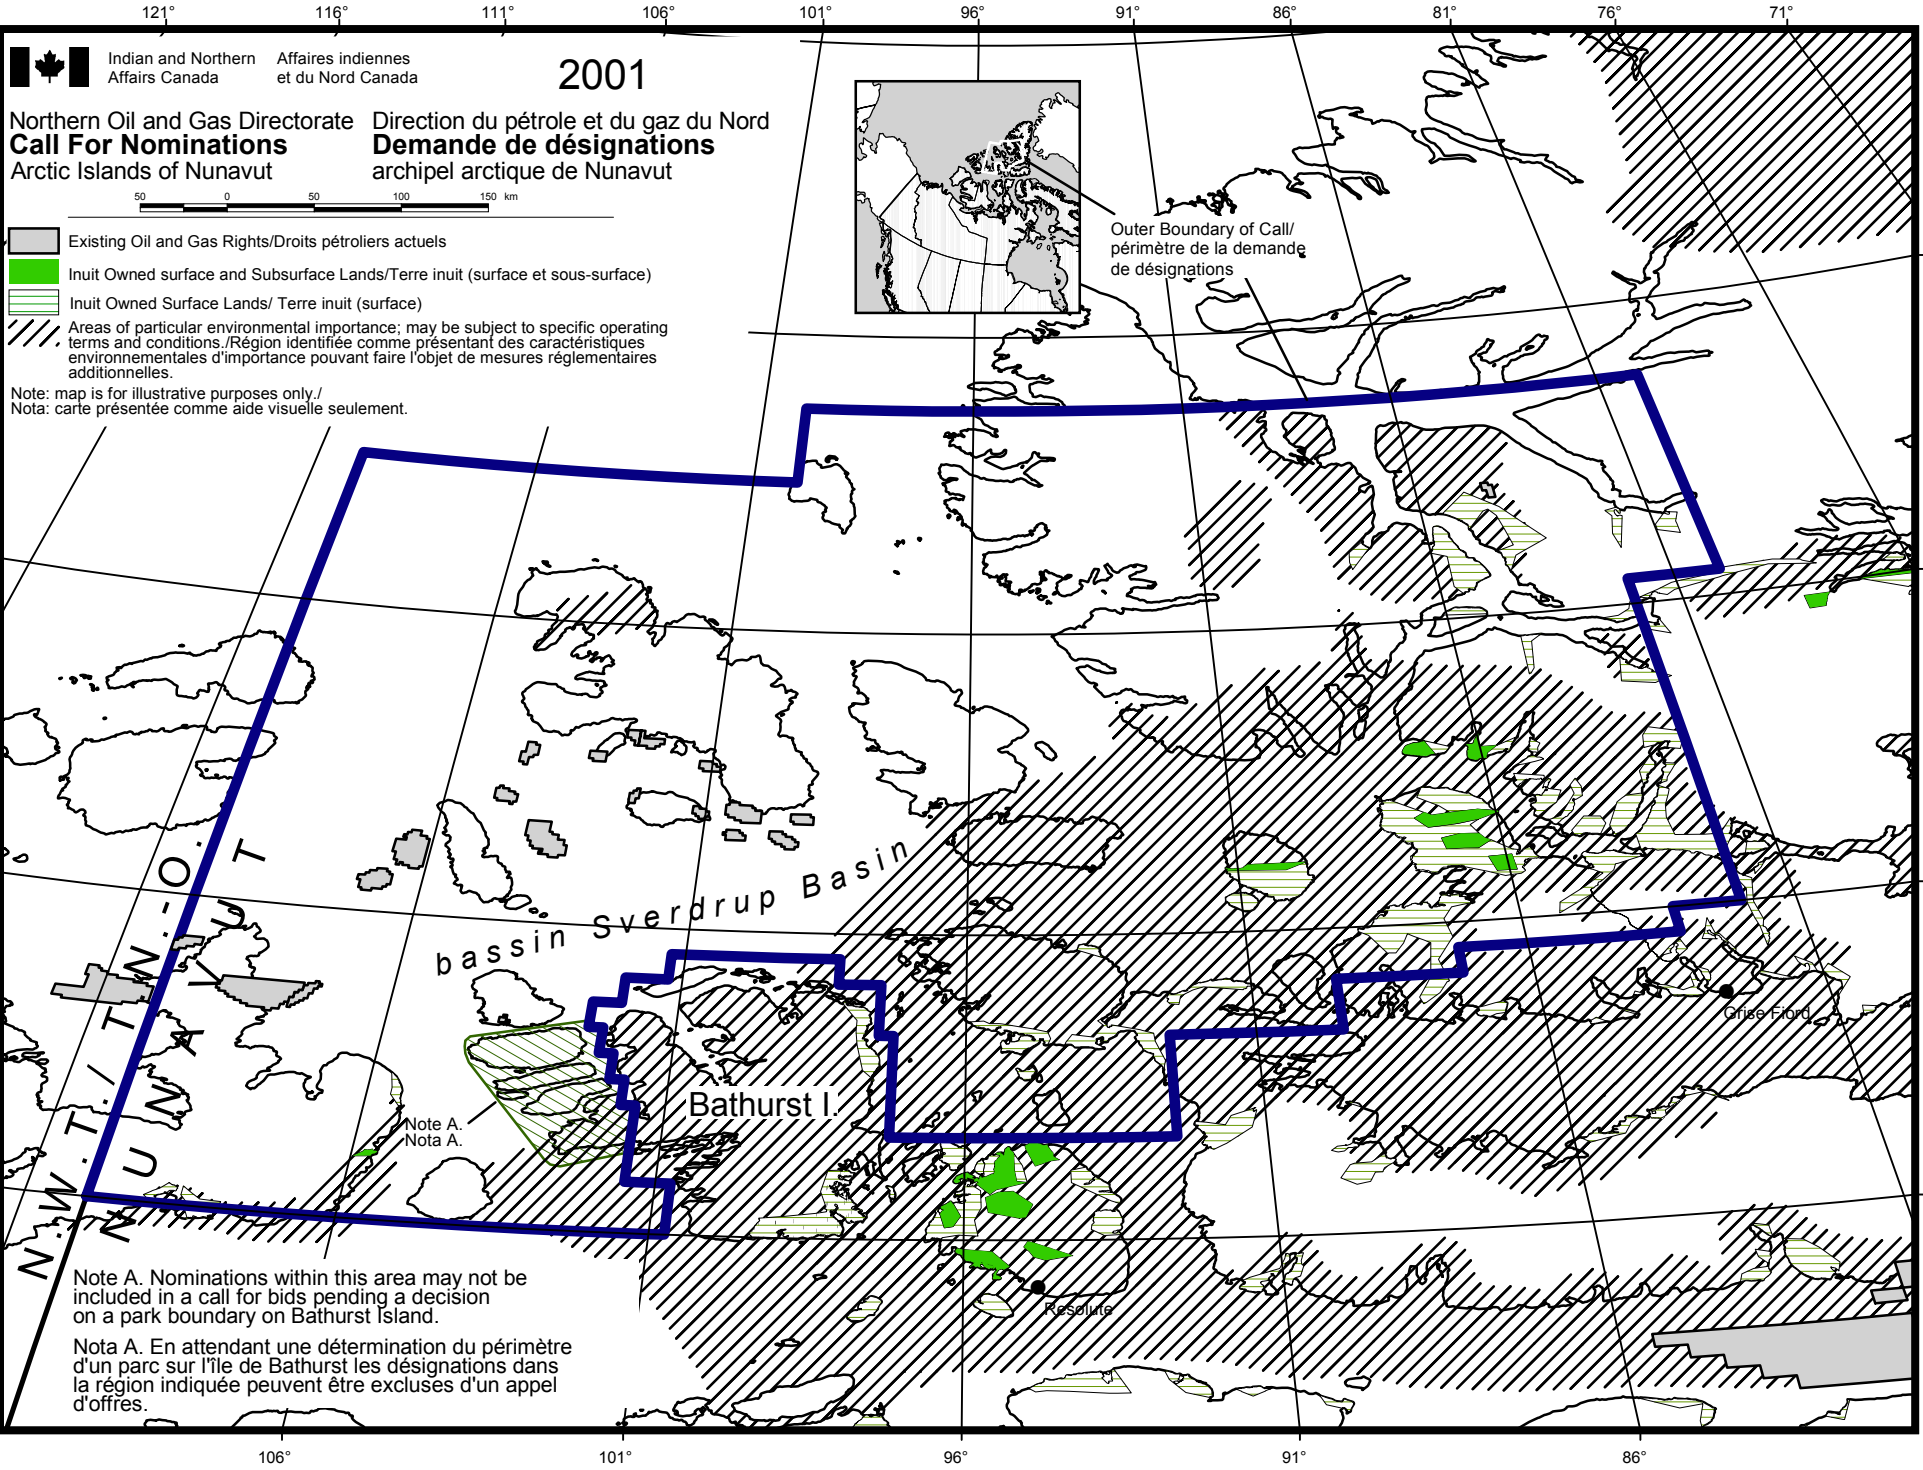 121° 116° 111° 106° 101° 96° 91° 86° 81° 76° 71°
Indian and Northern
Affairs Canada
Affaires indiennes
et du Nord Canada
2001
Northern Oil and Gas Directorate
Call For Nominations
Arctic Islands of Nunavut
Direction du pétrole et du gaz du Nord
Demande de désignations
archipel arctique de Nunavut
50 0 50 100 150 km
Existing Oil and Gas Rights/Droits pétroliers actuels
Inuit Owned surface and Subsurface Lands/Terre inuit (surface et sous-surface)
Inuit Owned Surface Lands/ Terre inuit (surface)
Areas of particular environmental importance; may be subject to specific operating
terms and conditions./Région identifiée comme présentant des caractéristiques
environnementales d'importance pouvant faire l'objet de mesures réglementaires
additionnelles.
Note: map is for illustrative purposes only./
Nota: carte présentée comme aide visuelle seulement.
Outer Boundary of Call/
périmètre de la demande
de désignations
bassin Sverdrup Basin
N.W.T./T.N.-O.
NUNAVUT
Bathurst I.
Note A.
Nota A.
Grise Fiord
Resolute
Note A. Nominations within this area may not be
included in a call for bids pending a decision
on a park boundary on Bathurst Island.
Nota A. En attendant une détermination du périmètre
d'un parc sur l'île de Bathurst les désignations dans
la région indiquée peuvent être excluses d'un appel
d'offres.
106° 101° 96° 91° 86°